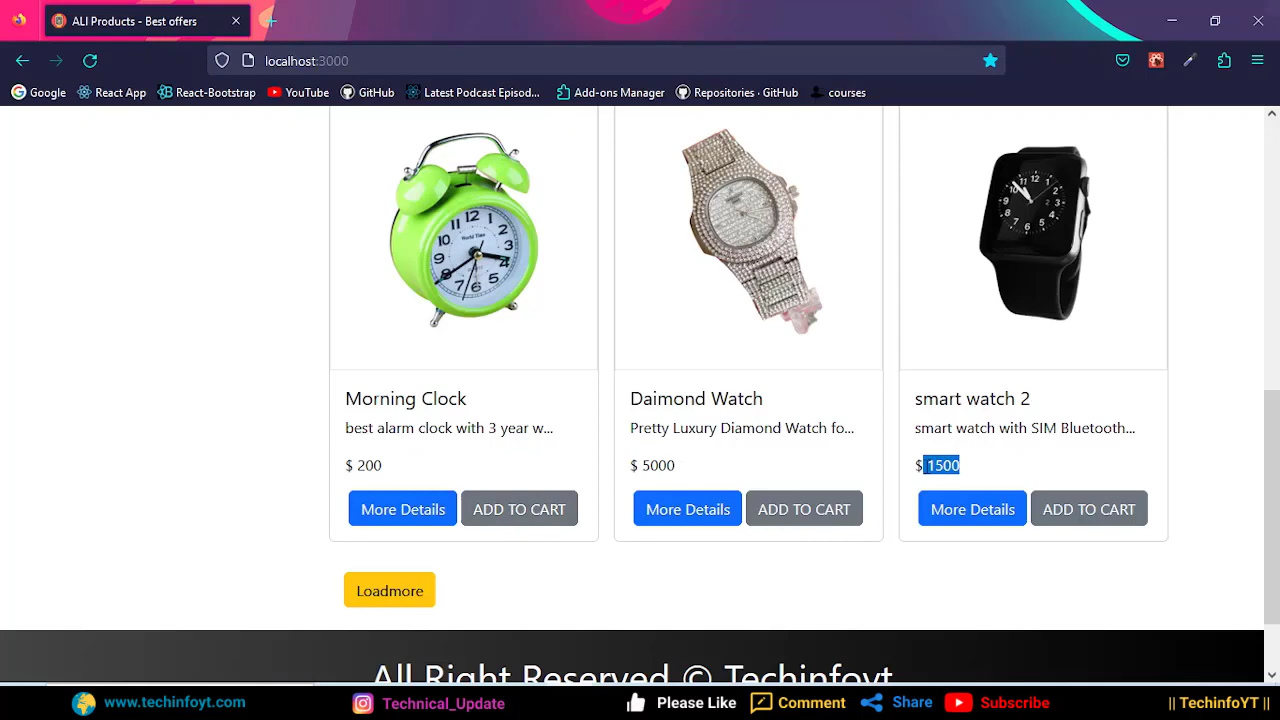 ALl Products - Best offers
localhost:3000
Google
React App
React-Bootstrap
YouTube
GitHub
Latest Podcast Episod...
Add-ons Manager
Repositories · GitHub
courses
Morning Clock
best alarm clock with 3 year w...
$ 200
More Details
ADD TO CART
Daimond Watch
Pretty Luxury Diamond Watch fo...
$ 5000
More Details
ADD TO CART
smart watch 2
smart watch with SIM Bluetooth...
$ 1500
More Details
ADD TO CART
Loadmore
All Right Reserved © Techinfoyt
www.techinfoyt.com
Technical_Update
Please Like
Comment
Share
Subscribe
|| TechinfoYT ||